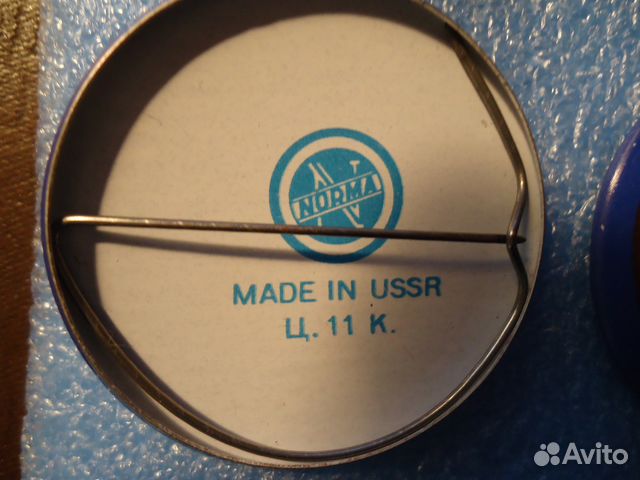 NORMA
MADE IN USSR
Ц. 11 К.
Avito